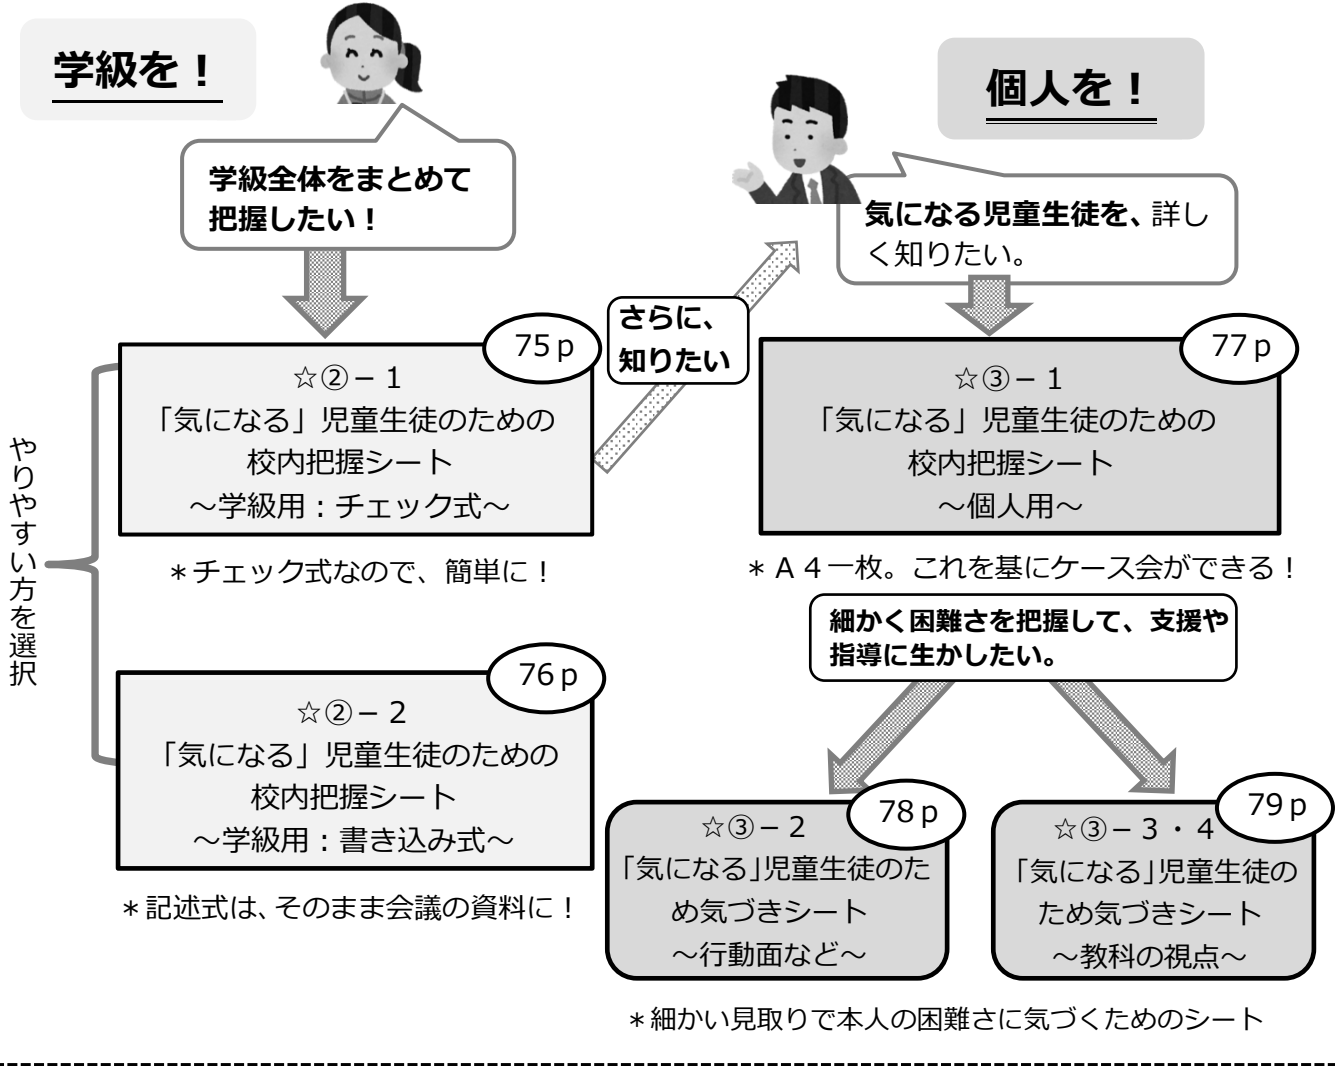 学級を！
学級全体をまとめて
把握したい！
75ｐ
☆②－１
「気になる」児童生徒のための
校内把握シート
～学級用：チェック式～
＊チェック式なので、簡単に！
やりやすい方を選択
76ｐ
☆②－２
「気になる」児童生徒のための
校内把握シート
～学級用：書き込み式～
＊記述式は、そのまま会議の資料に！
さらに、
知りたい
個人を！
気になる児童生徒を、詳し
く知りたい。
77ｐ
☆③－１
「気になる」児童生徒のための
校内把握シート
～個人用～
＊Ａ４一枚。これを基にケース会ができる！
細かく困難さを把握して、支援や
指導に生かしたい。
78ｐ
☆③－２
「気になる」児童生徒のた
め気づきシート
～行動面など～
79ｐ
☆③－３・４
「気になる」児童生徒の
ため気づきシート
～教科の視点～
＊細かい見取りで本人の困難さに気づくためのシート